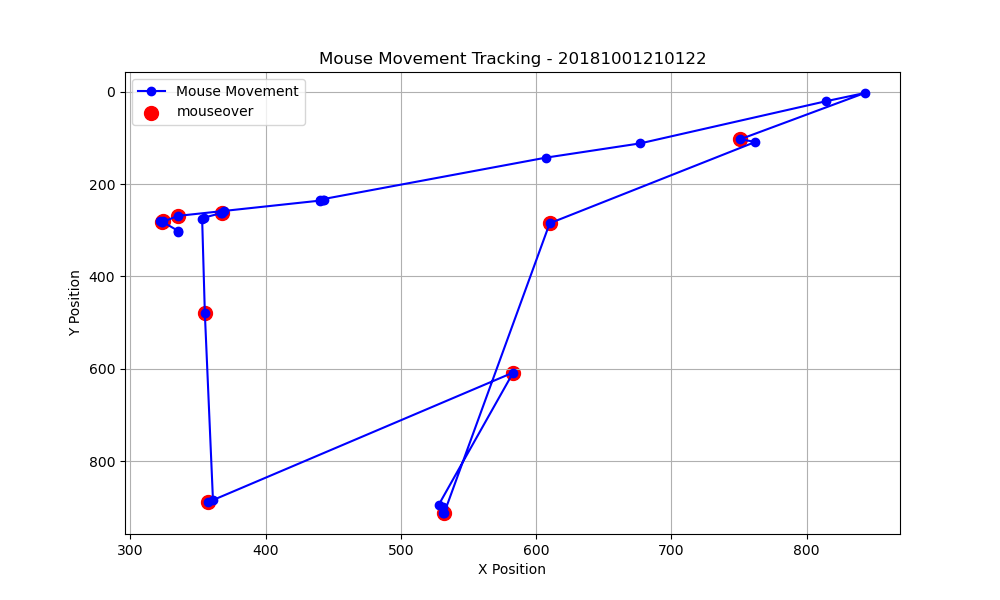 Mouse Movement Tracking - 20181001210122
Mouse Movement
mouseover
0
200
400
600
800
Y Position
300 400 500 600 700 800
X Position